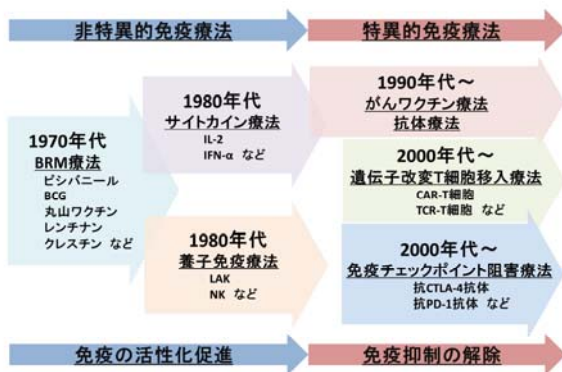 非特異的免疫療法
特異的免疫療法
1970年代
BRM療法
ピシバニール
BCG
丸山ワクチン
レンチナン
クレスチン など
1980年代
サイトカイン療法
IL-2
IFN-α など
1980年代
養子免疫療法
LAK
NK など
1990年代～
がんワクチン療法
抗体療法
2000年代～
遺伝子改変T細胞移入療法
CAR-T細胞
TCR-T細胞 など
2000年代～
免疫チェックポイント阻害療法
抗CTLA-4抗体
抗PD-1抗体 など
免疫の活性化促進
免疫抑制の解除